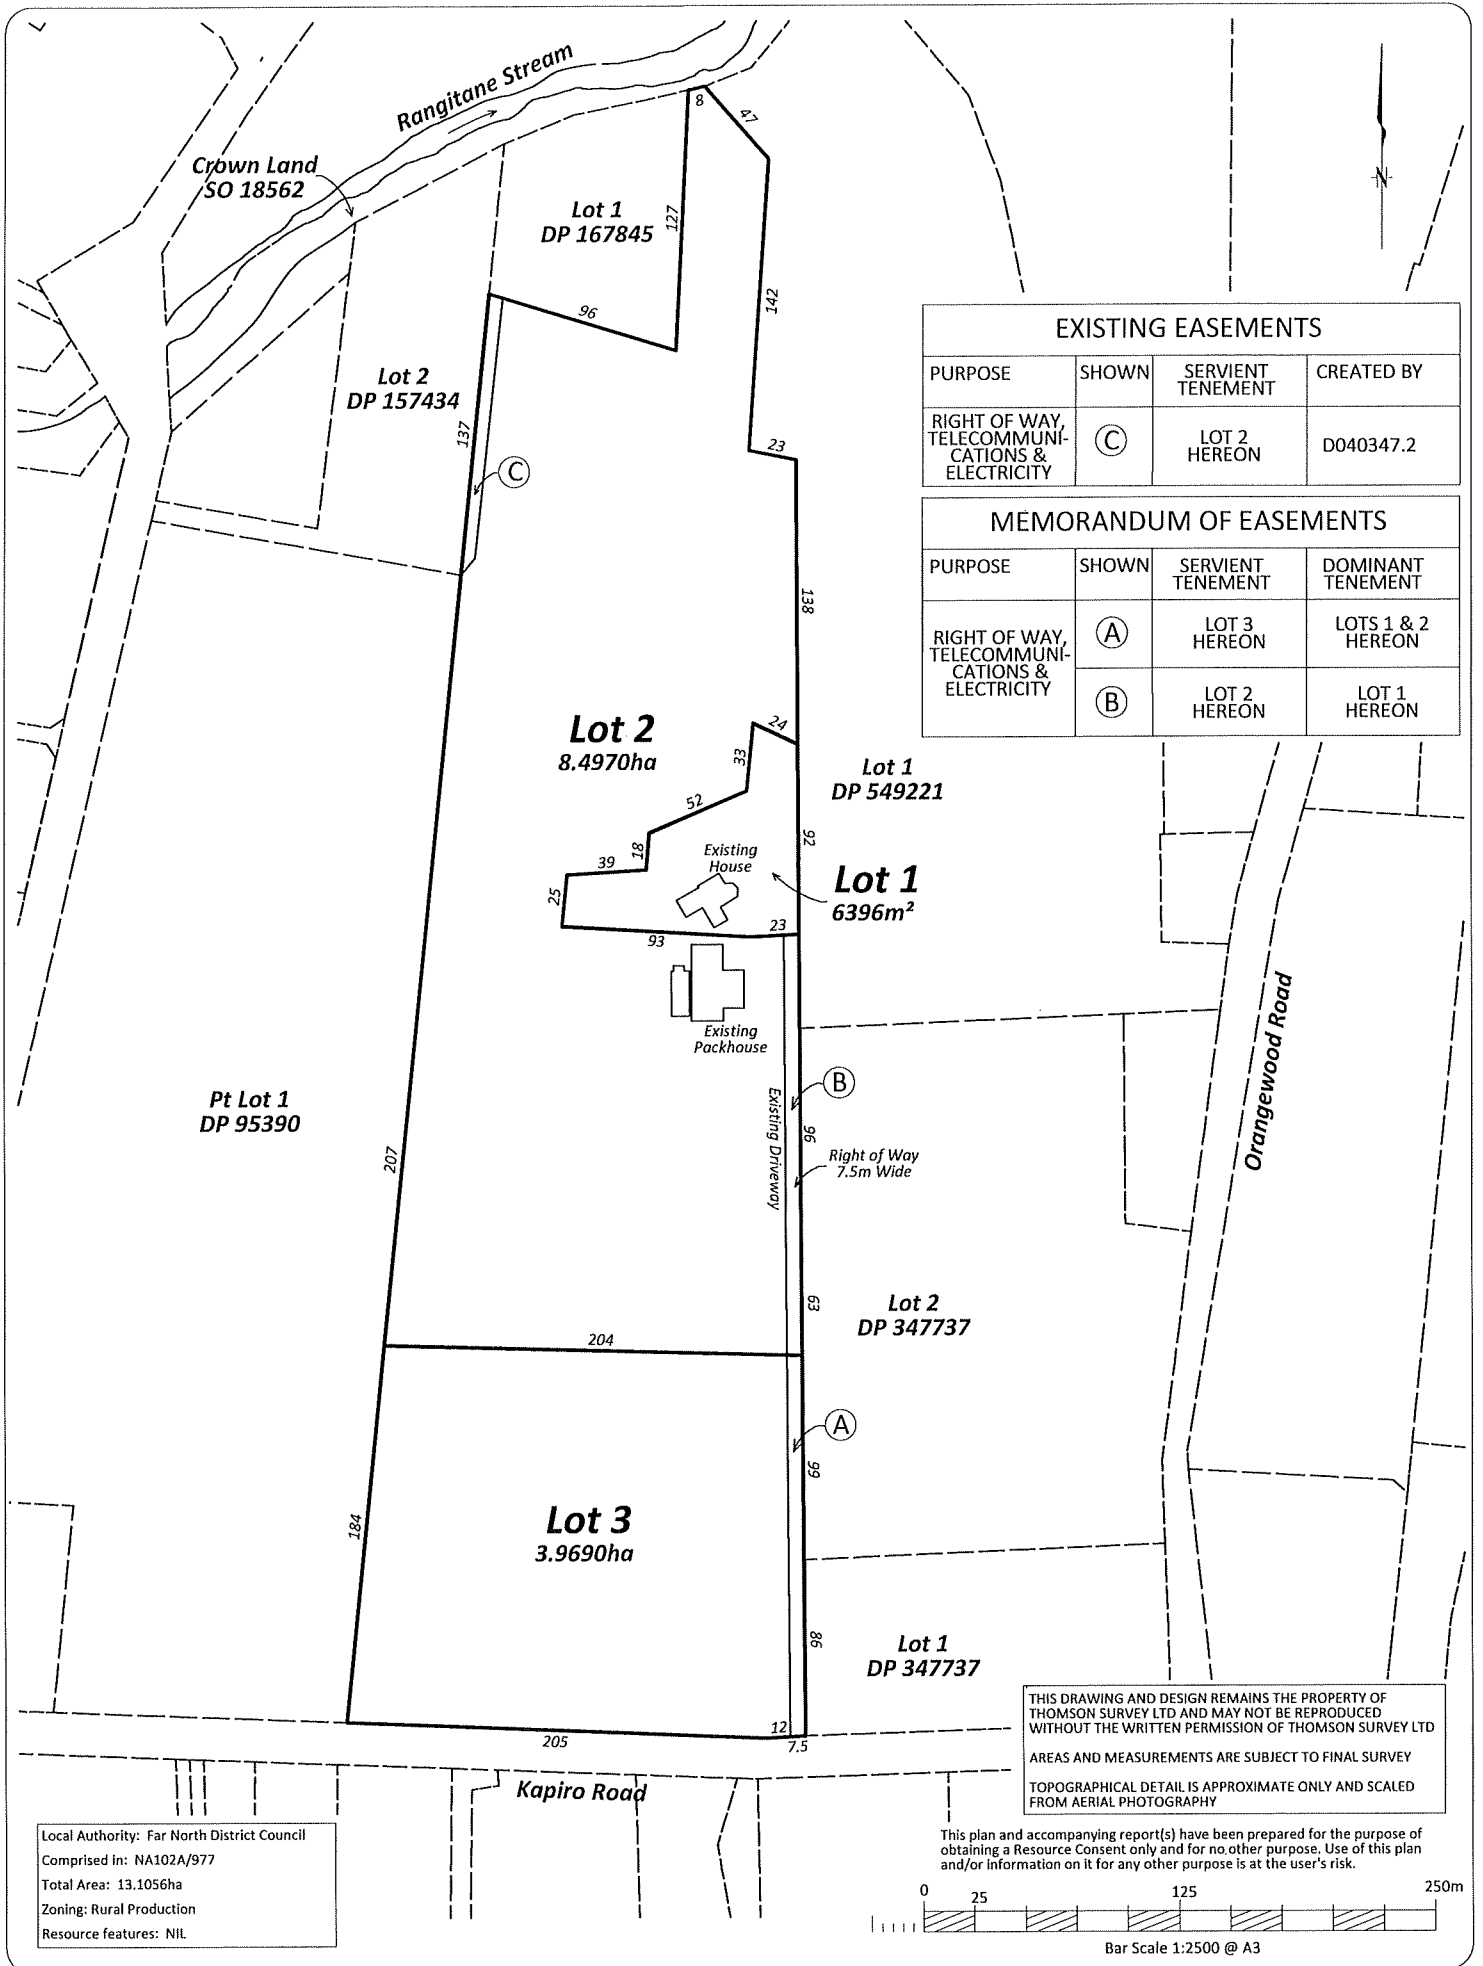 Rangitane Stream
Crown Land
SO 18562
8
47
Lot 1
DP 167845
127
142
96
N
Lot 2
DP 157434
137
C
23
138
EXISTING EASEMENTS
PURPOSE
SHOWN
SERVIENT
TENEMENT
CREATED BY
RIGHT OF WAY,
TELECOMMUNI-
CATIONS &
ELECTRICITY
C
LOT 2
HEREON
D040347.2
MEMORANDUM OF EASEMENTS
PURPOSE
SHOWN
SERVIENT
TENEMENT
DOMINANT
TENEMENT
RIGHT OF WAY,
TELECOMMUNI-
CATIONS &
ELECTRICITY
A
LOT 3
HEREON
LOTS 1 & 2
HEREON
B
LOT 2
HEREON
LOT 1
HEREON
Lot 2
8.4970ha
24
33
52
18
39
25
Existing
House
92
Lot 1
DP 549221
Lot 1
6396m²
93
23
Existing
Packhouse
Existing Driveway
B
96
Right of Way
7.5m Wide
Orangewood Road
Pt Lot 1
DP 95390
207
63
Lot 2
DP 347737
204
A
99
184
Lot 3
3.9690ha
86
Lot 1
DP 347737
205
12
7.5
Kapiro Road
THIS DRAWING AND DESIGN REMAINS THE PROPERTY OF
THOMSON SURVEY LTD AND MAY NOT BE REPRODUCED
WITHOUT THE WRITTEN PERMISSION OF THOMSON SURVEY LTD
AREAS AND MEASUREMENTS ARE SUBJECT TO FINAL SURVEY
TOPOGRAPHICAL DETAIL IS APPROXIMATE ONLY AND SCALED
FROM AERIAL PHOTOGRAPHY
Local Authority: Far North District Council
Comprised in: NA102A/977
Total Area: 13.1056ha
Zoning: Rural Production
Resource features: NIL
This plan and accompanying report(s) have been prepared for the purpose of
obtaining a Resource Consent only and for no other purpose. Use of this plan
and/or information on it for any other purpose is at the user's risk.
0
25
125
250m
Bar Scale 1:2500 @ A3